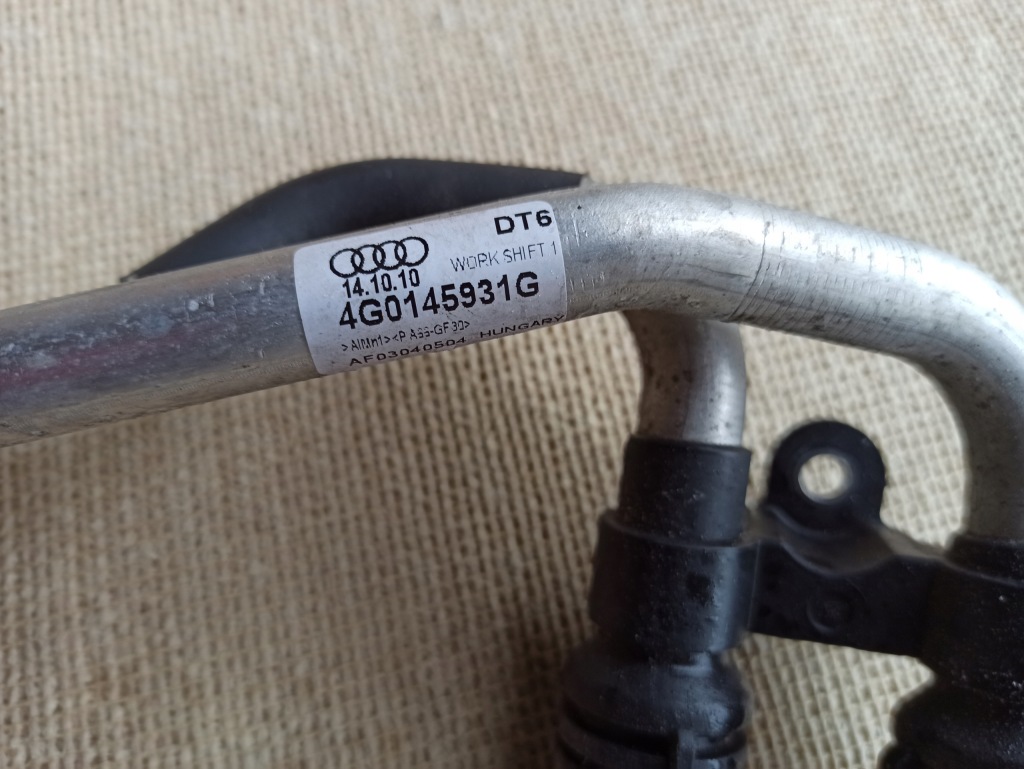 DT6
WORK SHIFT 1
14.10.10
4G0145931G
>AlMn1><PA66-GF30>
AF03040504 HUNGARY